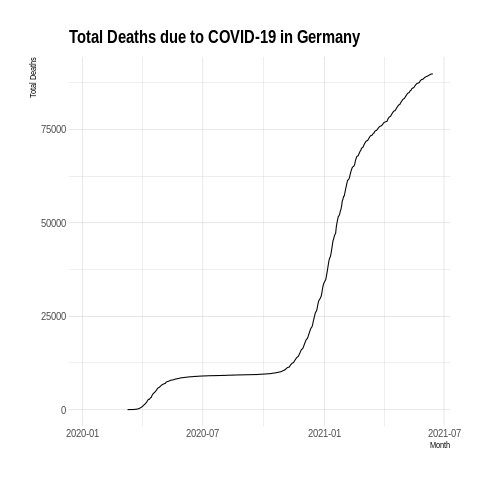 Total Deaths due to COVID-19 in Germany
Total Deaths
75000
50000
25000
0
2020-01
2020-07
2021-01
2021-07
Month